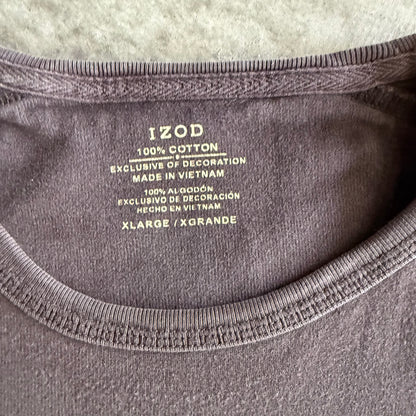 IZOD
100% COTTON
EXCLUSIVE OF DECORATION
MADE IN VIETNAM
100% ALGODÓN
EXCLUSIVO DE DECORACIÓN
HECHO EN VIETNAM
XLARGE / XGRANDE